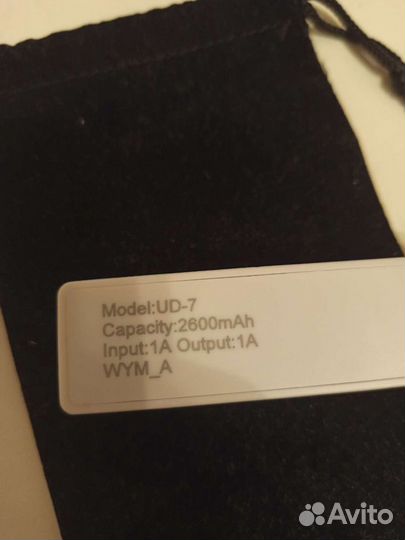 Model:UD-7
Capacity:2600mAh
Input:1A Output:1A
WYM_A
Avito